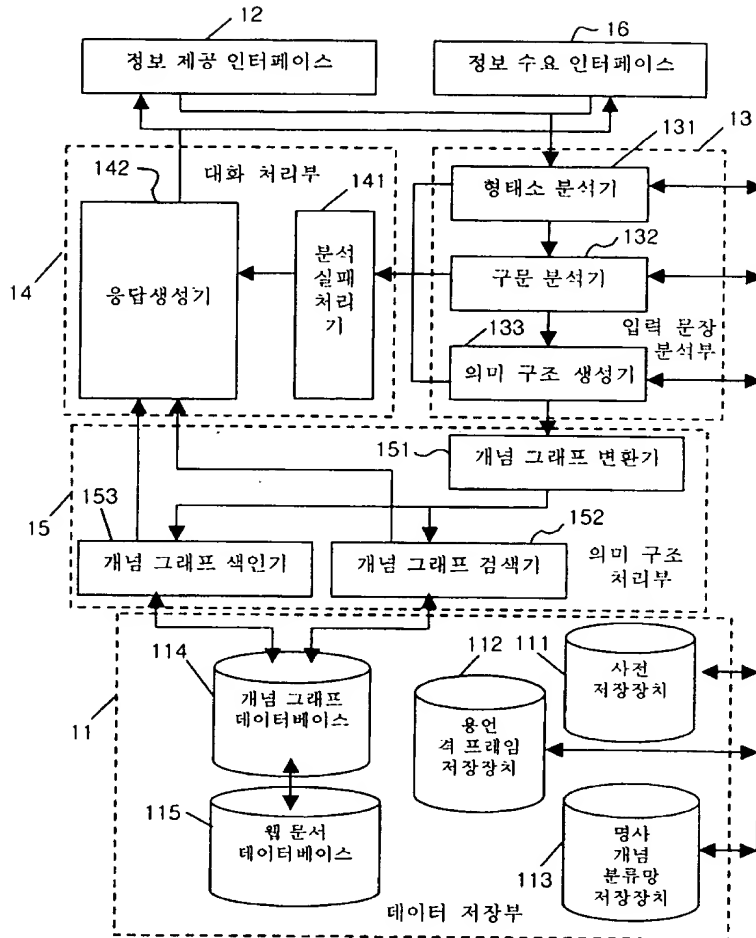 12
정보 제공 인터페이스
16
정보 수요 인터페이스
13
131
형태소 분석기
132
구문 분석기
133
의미 구조 생성기
입력 문장
분석부
대화 처리부
142
응답생성기
141
분석
실패
처리
기
14
151
개념 그래프 변환기
15
153
개념 그래프 색인기
152
개념 그래프 검색기
의미 구조
처리부
11
114
개념 그래프
데이터베이스
115
웹 문서
데이터베이스
112
용언
격 프레임
저장장치
111
사전
저장장치
113
명사
개념
분류망
저장장치
데이터 저장부